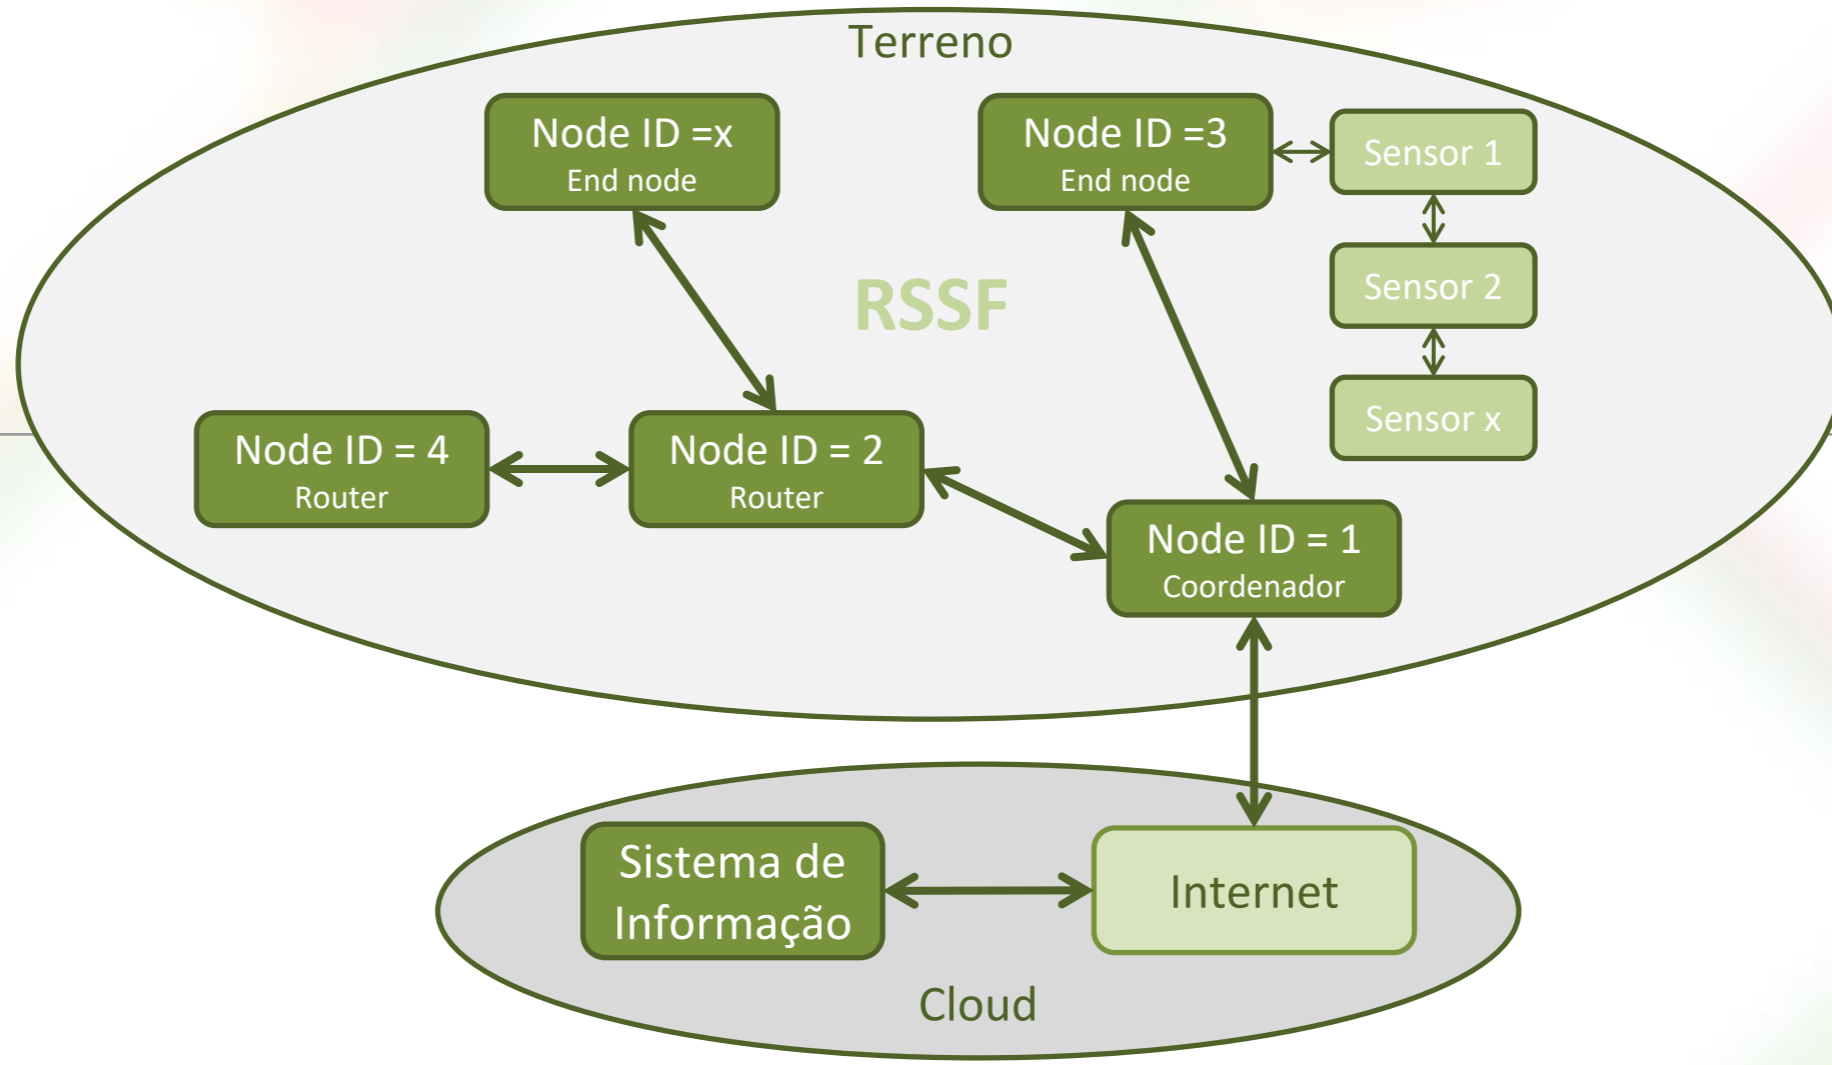 Terreno
Node ID =x
End node
Node ID =3
End node
Sensor 1
Sensor 2
Sensor x
RSSF
Node ID = 4
Router
Node ID = 2
Router
Node ID = 1
Coordenador
Sistema de
Informação
Internet
Cloud